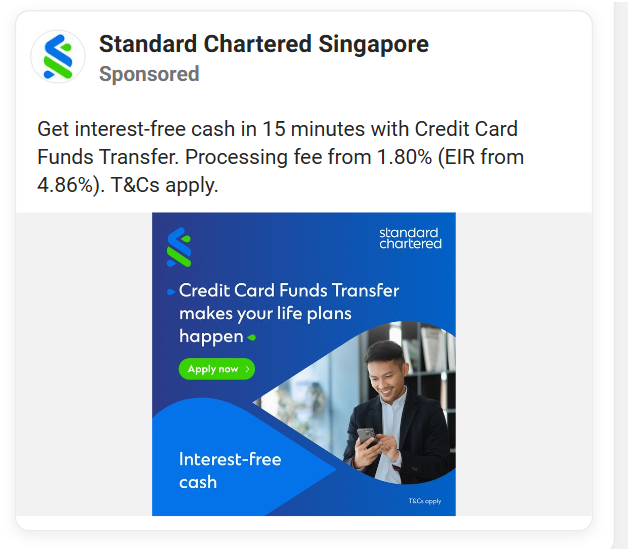 Standard Chartered Singapore
Sponsored
Get interest-free cash in 15 minutes with Credit Card
Funds Transfer. Processing fee from 1.80% (EIR from
4.86%). T&Cs apply.
standard
chartered
Credit Card Funds Transfer
makes your life plans
happen
Apply now
Interest-free
cash
T&Cs apply